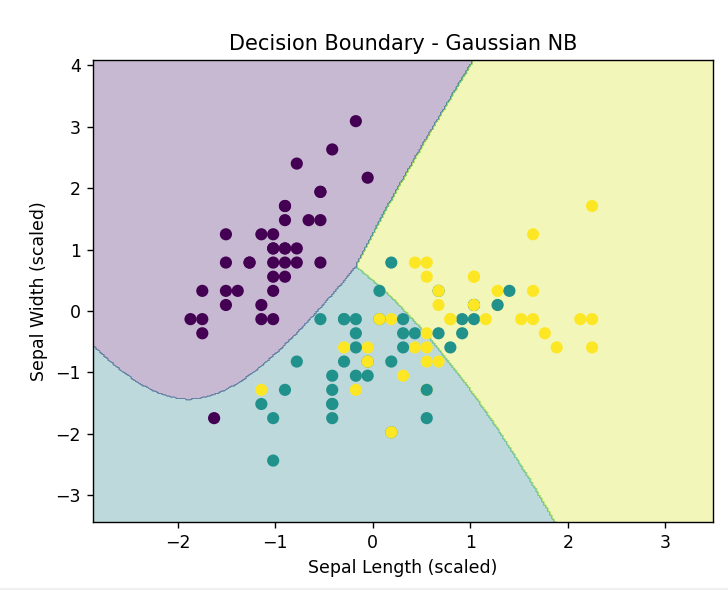 Decision Boundary - Gaussian NB
4
3
2
1
0
−1
−2
−3
Sepal Width (scaled)
−2 −1 0 1 2 3
Sepal Length (scaled)